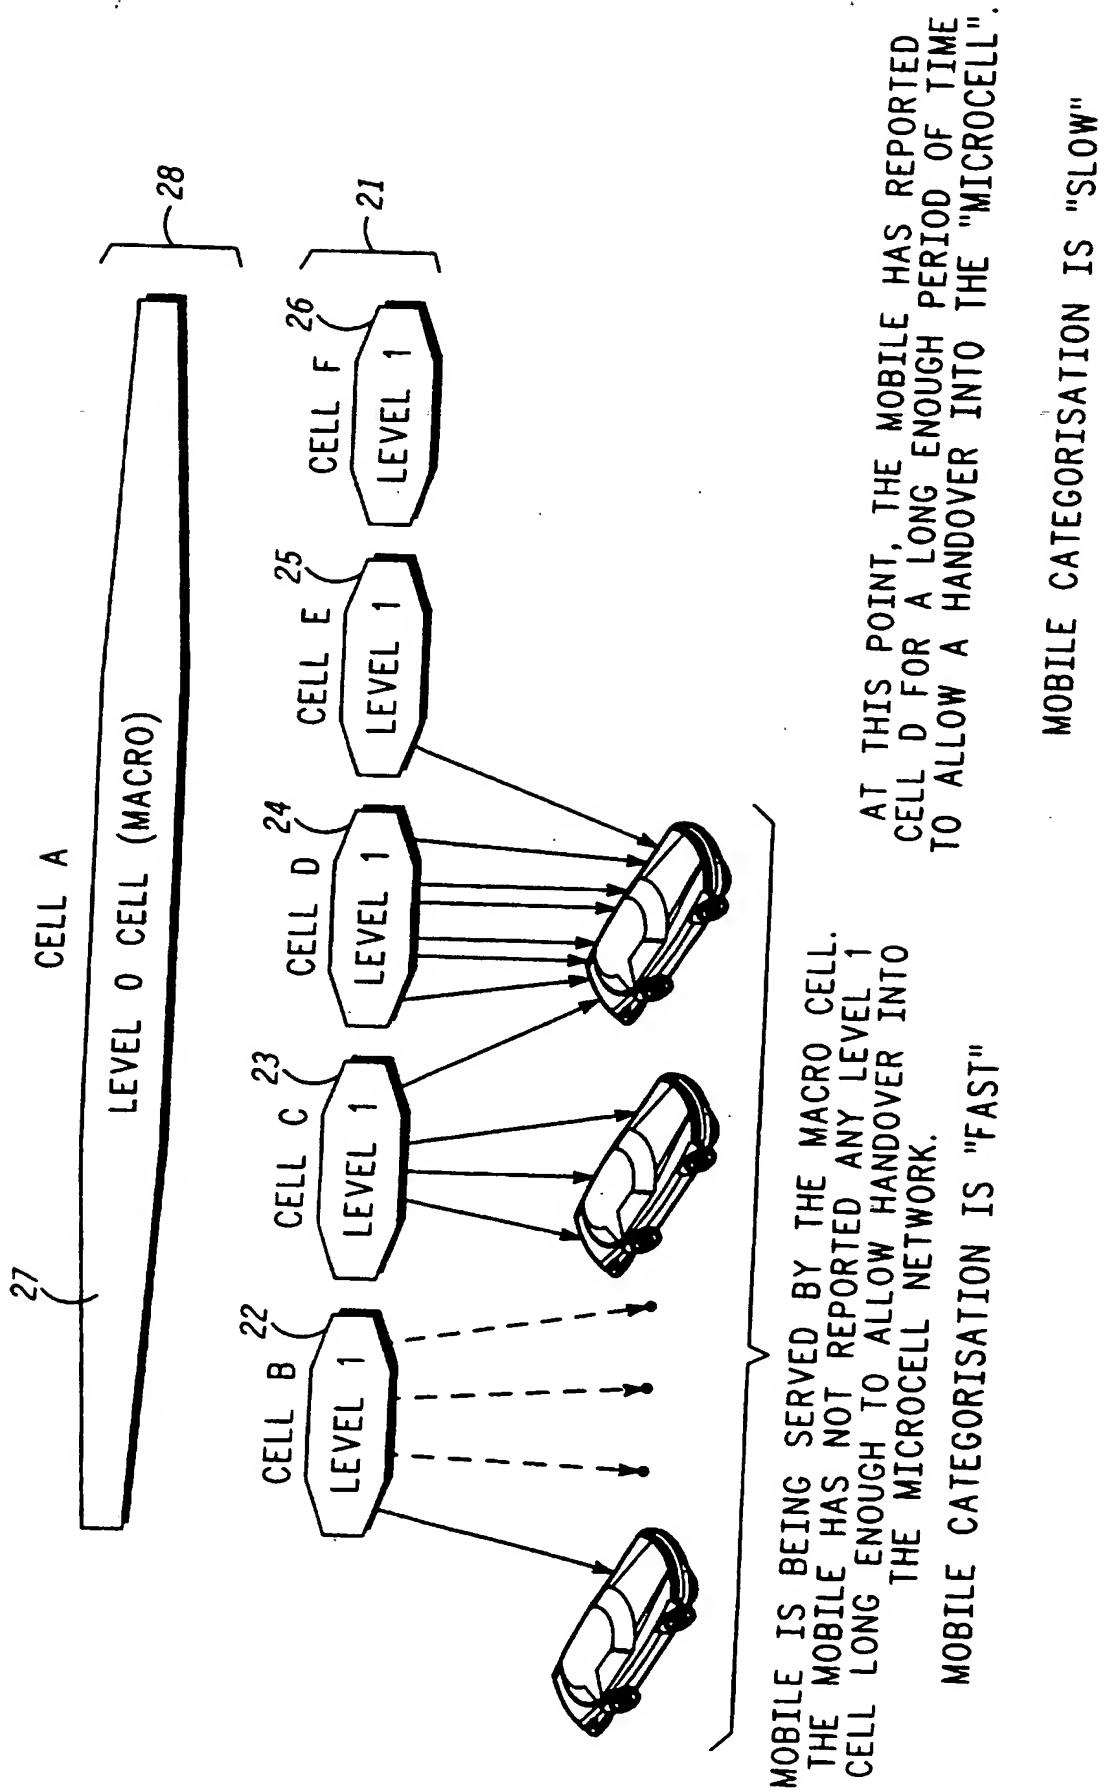 CELL A
27
LEVEL 0 CELL (MACRO)
28
CELL B
22
LEVEL 1
CELL C
23
LEVEL 1
CELL D
24
LEVEL 1
CELL E
25
LEVEL 1
CELL F
26
LEVEL 1
21
MOBILE IS BEING SERVED BY THE MACRO CELL.
THE MOBILE HAS NOT REPORTED ANY LEVEL 1
CELL LONG ENOUGH TO ALLOW HANDOVER INTO
THE MICROCELL NETWORK.
MOBILE CATEGORISATION IS "FAST"
AT THIS POINT, THE MOBILE HAS REPORTED
CELL D FOR A LONG ENOUGH PERIOD OF TIME
TO ALLOW A HANDOVER INTO THE "MICROCELL".
MOBILE CATEGORISATION IS "SLOW"